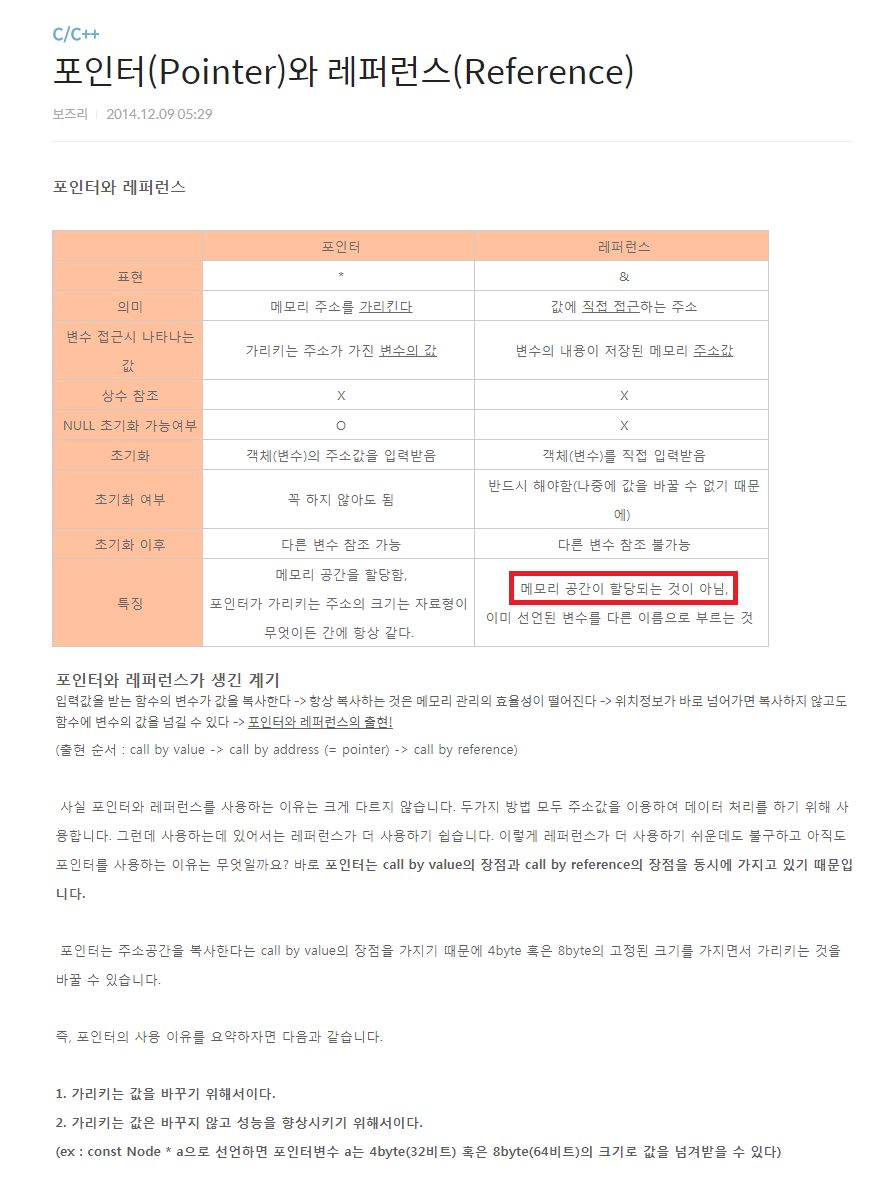 C/C++
포인터(Pointer)와 레퍼런스(Reference)
보즈리 | 2014.12.09 05:29
포인터와 레퍼런스
포인터 레퍼런스
표현 * &
의미 메모리 주소를 가리킨다 값에 직접 접근하는 주소
변수 접근시 나타나는
값 가리키는 주소가 가진 변수의 값 변수의 내용이 저장된 메모리 주소값
상수 참조 X X
NULL 초기화 가능여부 O X
초기화 객체(변수)의 주소값을 입력받음 객체(변수)를 직접 입력받음
초기화 여부 꼭 하지 않아도 됨 반드시 해야함(나중에 값을 바꿀 수 없기 때문
에)
초기화 이후 다른 변수 참조 가능 다른 변수 참조 불가능
특징 메모리 공간을 할당함,
포인터가 가리키는 주소의 크기는 자료형이
무엇이든 간에 항상 같다.
메모리 공간이 할당되는 것이 아님,
이미 선언된 변수를 다른 이름으로 부르는 것
포인터와 레퍼런스가 생긴 계기
입력값을 받는 함수의 변수가 값을 복사한다 -> 항상 복사하는 것은 메모리 관리의 효율성이 떨어진다 -> 위치정보가 바로 넘어가면 복사하지 않고도
함수에 변수의 값을 넘길 수 있다 -> 포인터와 레퍼런스의 출현!
(출현 순서 : call by value -> call by address (= pointer) -> call by reference)
사실 포인터와 레퍼런스를 사용하는 이유는 크게 다르지 않습니다. 두가지 방법 모두 주소값을 이용하여 데이터 처리를 하기 위해 사
용합니다. 그런데 사용하는데 있어서는 레퍼런스가 더 사용하기 쉽습니다. 이렇게 레퍼런스가 더 사용하기 쉬운데도 불구하고 아직도
포인터를 사용하는 이유는 무엇일까요? 바로 포인터는 call by value의 장점과 call by reference의 장점을 동시에 가지고 있기 때문입
니다.
포인터는 주소공간을 복사한다는 call by value의 장점을 가지기 때문에 4byte 혹은 8byte의 고정된 크기를 가지면서 가리키는 것을
바꿀 수 있습니다.
즉, 포인터의 사용 이유를 요약하자면 다음과 같습니다.
1. 가리키는 값을 바꾸기 위해서이다.
2. 가리키는 값은 바꾸지 않고 성능을 향상시키기 위해서이다.
(ex : const Node * a으로 선언하면 포인터변수 a는 4byte(32비트) 혹은 8byte(64비트)의 크기로 값을 넘겨받을 수 있다)